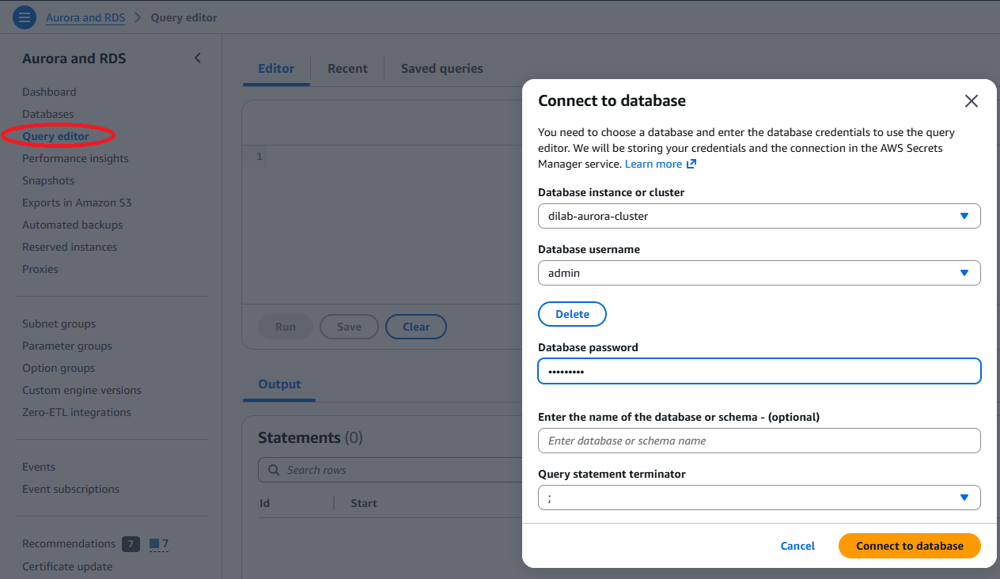 Aurora and RDS > Query editor
Aurora and RDS
Dashboard
Databases
Query editor
Performance insights
Snapshots
Exports in Amazon S3
Automated backups
Reserved instances
Proxies
Subnet groups
Parameter groups
Option groups
Custom engine versions
Zero-ETL integrations
Events
Event subscriptions
Recommendations 7 7
Certificate update
Editor Recent Saved queries
1
Run Save Clear
Output
Statements (0)
Search rows
Id Start
Connect to database
You need to choose a database and enter the database credentials to use the query
editor. We will be storing your credentials and the connection in the AWS Secrets
Manager service. Learn more
Database instance or cluster
dilab-aurora-cluster
Database username
admin
Delete
Database password
•••••••••
Enter the name of the database or schema - (optional)
Enter database or schema name
Query statement terminator
;
Cancel Connect to database